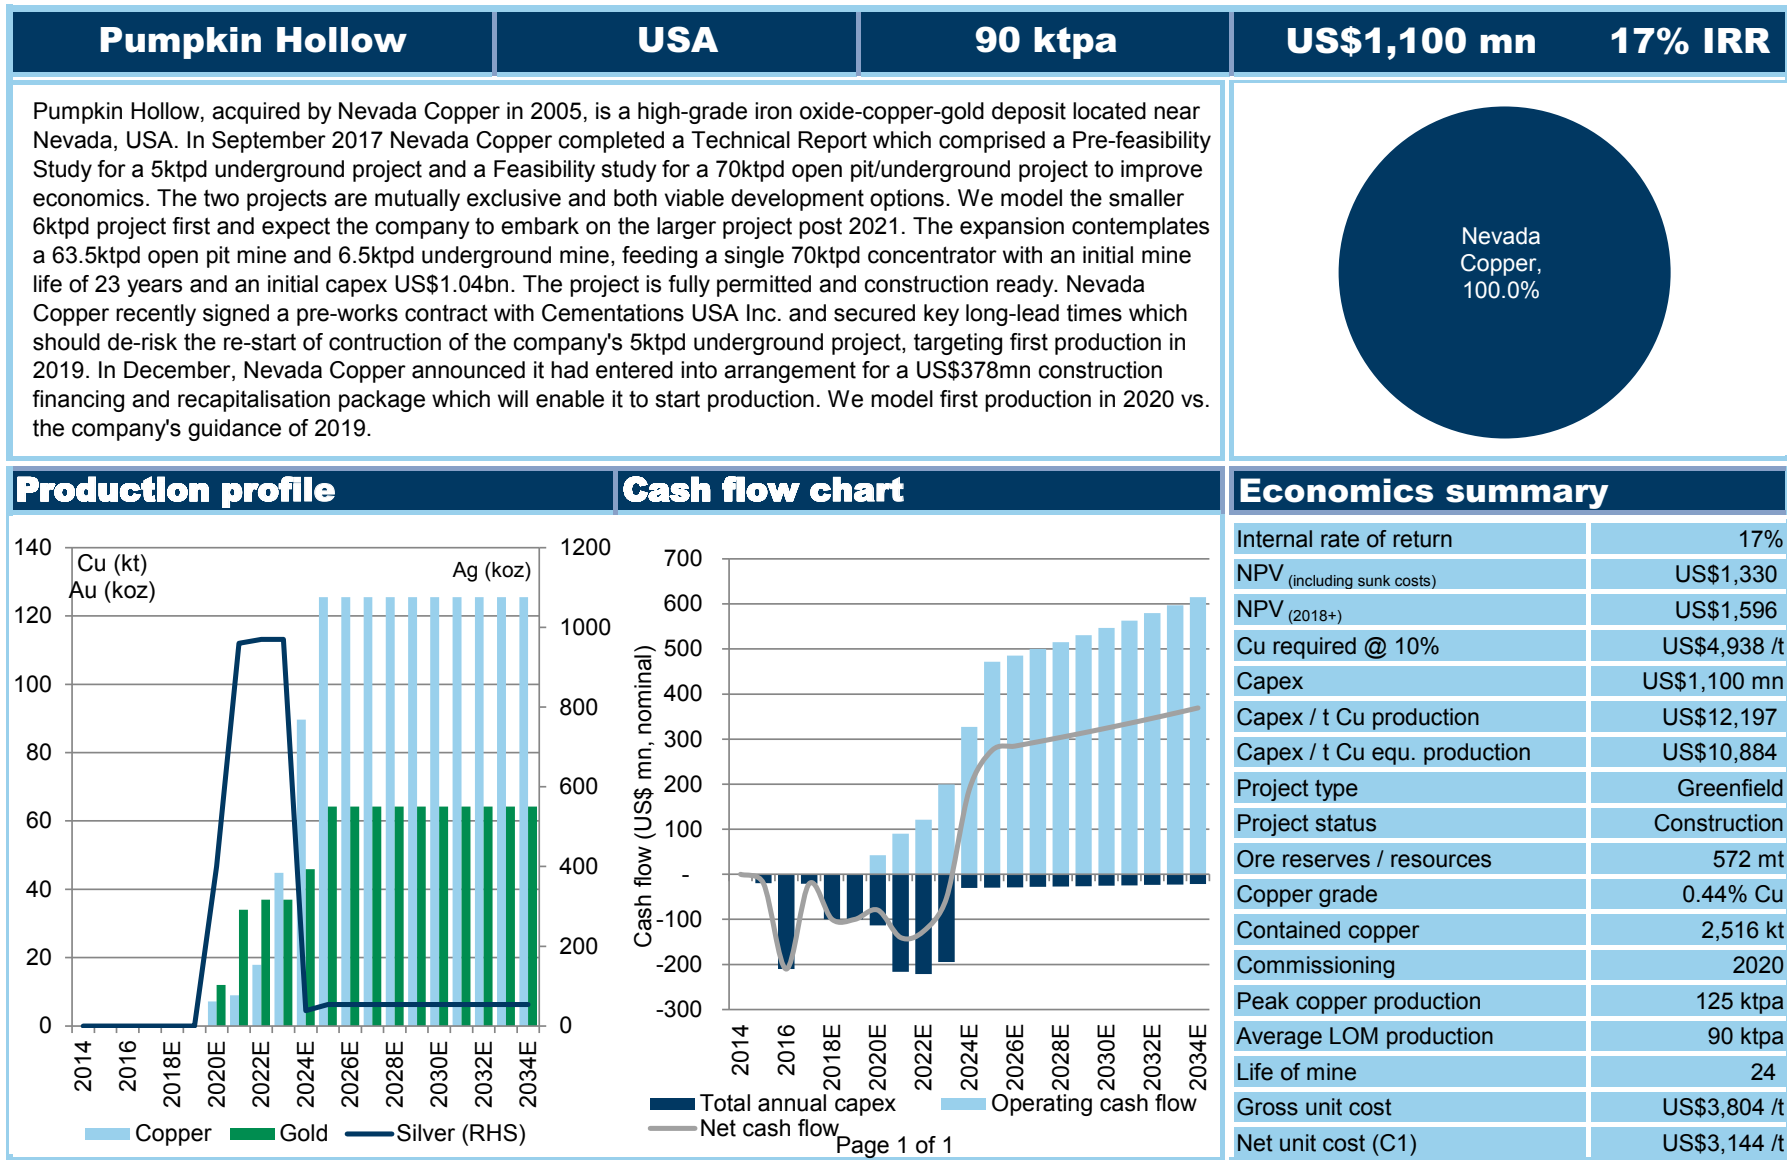 Pumpkin Hollow
USA
90 ktpa
US$1,100 mn
17% IRR
Pumpkin Hollow, acquired by Nevada Copper in 2005, is a high-grade iron oxide-copper-gold deposit located near
Nevada, USA. In September 2017 Nevada Copper completed a Technical Report which comprised a Pre-feasibility
Study for a 5ktpd underground project and a Feasibility study for a 70ktpd open pit/underground project to improve
economics. The two projects are mutually exclusive and both viable development options. We model the smaller
6ktpd project first and expect the company to embark on the larger project post 2021. The expansion contemplates
a 63.5ktpd open pit mine and 6.5ktpd underground mine, feeding a single 70ktpd concentrator with an initial mine
life of 23 years and an initial capex US$1.04bn. The project is fully permitted and construction ready. Nevada
Copper recently signed a pre-works contract with Cementations USA Inc. and secured key long-lead times which
should de-risk the re-start of contruction of the company's 5ktpd underground project, targeting first production in
2019. In December, Nevada Copper announced it had entered into arrangement for a US$378mn construction
financing and recapitalisation package which will enable it to start production. We model first production in 2020 vs.
the company's guidance of 2019.
Nevada
Copper,
100.0%
Production profile
140
120
100
80
60
40
20
0
Cu (kt)
Au (koz)
Ag (koz)
1200
1000
800
600
400
200
0
2014
2016
2018E
2020E
2022E
2024E
2026E
2028E
2030E
2032E
2034E
Copper
Gold
Silver (RHS)
Cash flow chart
Cash flow (US$ mn, nominal)
700
600
500
400
300
200
100
-
-100
-200
-300
2014
2016
2018E
2020E
2022E
2024E
2026E
2028E
2030E
2032E
2034E
Total annual capex
Operating cash flow
Net cash flow
Page 1 of 1
Economics summary
Internal rate of return 17%
NPV (including sunk costs) US$1,330
NPV (2018+) US$1,596
Cu required @ 10% US$4,938 /t
Capex US$1,100 mn
Capex / t Cu production US$12,197
Capex / t Cu equ. production US$10,884
Project type Greenfield
Project status Construction
Ore reserves / resources 572 mt
Copper grade 0.44% Cu
Contained copper 2,516 kt
Commissioning 2020
Peak copper production 125 ktpa
Average LOM production 90 ktpa
Life of mine 24
Gross unit cost US$3,804 /t
Net unit cost (C1) US$3,144 /t